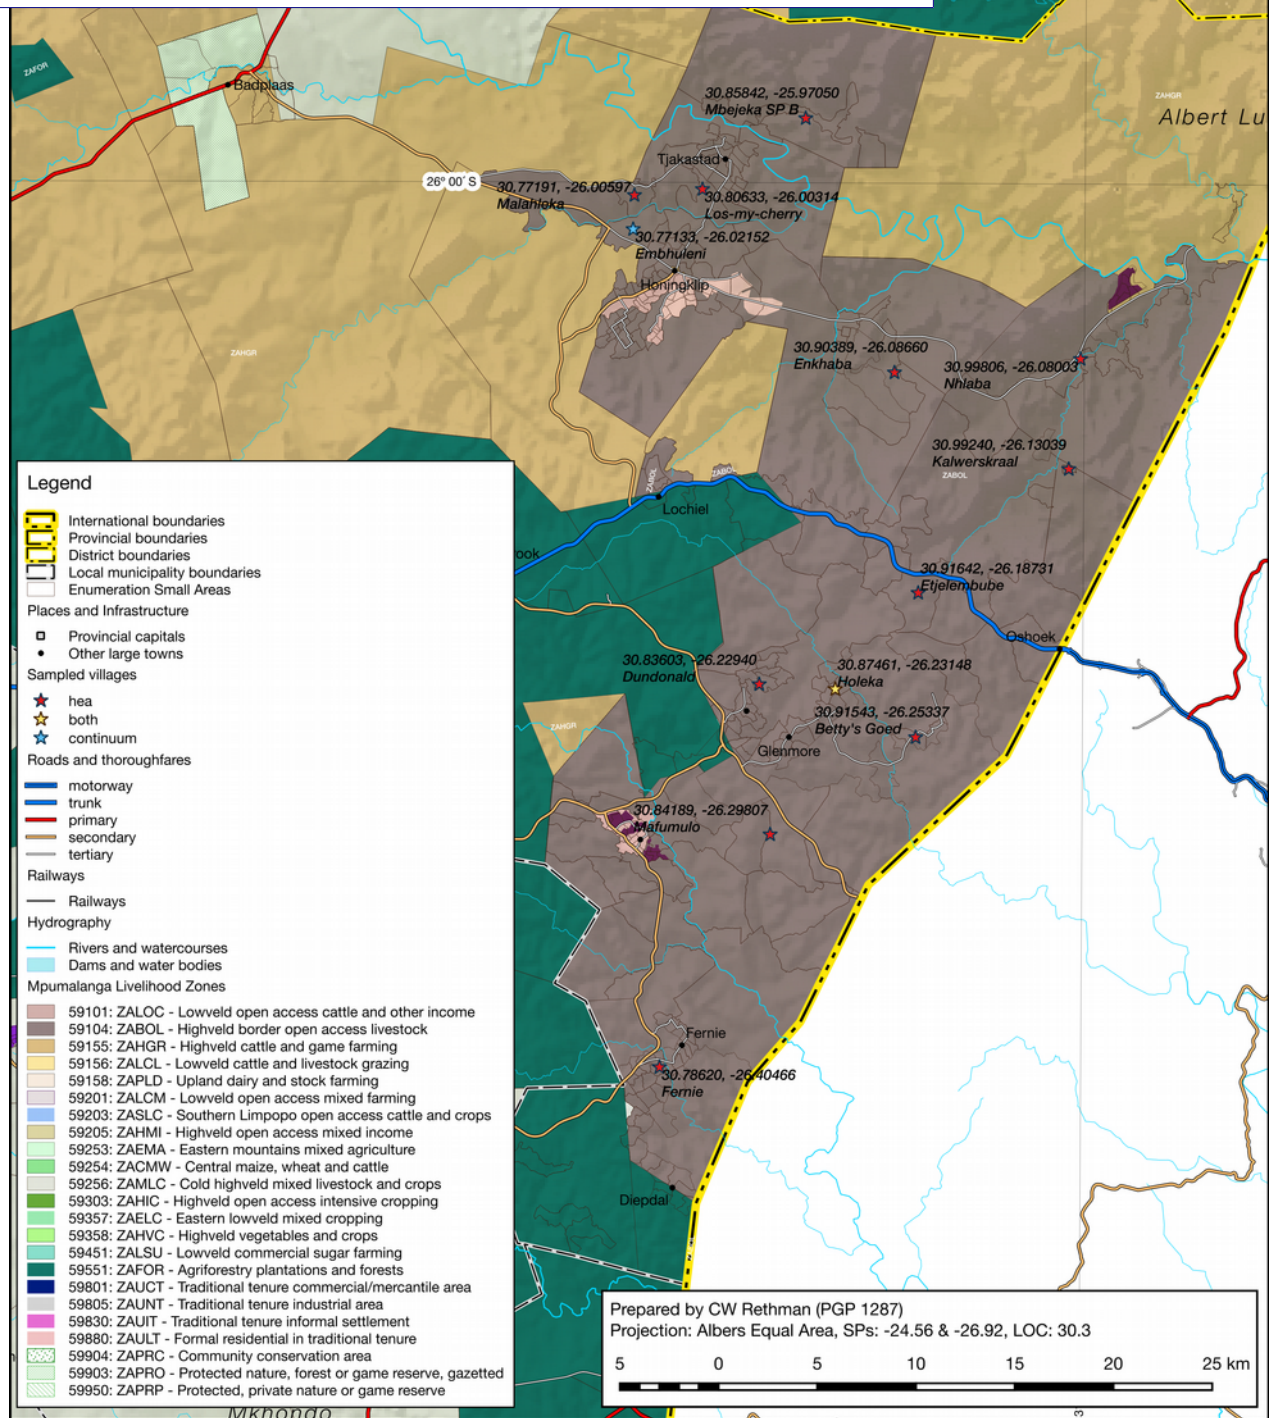 ZAFOR
Badplaas
30.85842, -25.97050
Mbejeka SP B
ZAHGR
Albert Lu
Tjakastad
26° 00´ S
30.77191, -26.00597
Malahleka
30.80633, -26.00314
Los-my-cherry
30.77133, -26.02152
Embhuleni
Honingklip
ZAHGR
30.90389, -26.08660
Enkhaba
30.99806, -26.08003
Nhlaba
30.99240, -26.13039
Kalwerskraal
ZABOL
ZABOL
ZABOL
Lochiel
ook
30.91642, -26.18731
Etjelembube
Oshoek
30.83603, -26.22940
Dundonald
30.87461, -26.23148
Holeka
30.91543, -26.25337
Betty's Goed
ZAHGR
Glenmore
30.84189, -26.29807
Mafumulo
Fernie
30.78620, -26.40466
Fernie
Diepdal
Mkhondo
3
Legend
International boundaries
Provincial boundaries
District boundaries
Local municipality boundaries
Enumeration Small Areas
Places and Infrastructure
Provincial capitals
Other large towns
Sampled villages
hea
both
continuum
Roads and thoroughfares
motorway
trunk
primary
secondary
tertiary
Railways
Railways
Hydrography
Rivers and watercourses
Dams and water bodies
Mpumalanga Livelihood Zones
59101: ZALOC - Lowveld open access cattle and other income
59104: ZABOL - Highveld border open access livestock
59155: ZAHGR - Highveld cattle and game farming
59156: ZALCL - Lowveld cattle and livestock grazing
59158: ZAPLD - Upland dairy and stock farming
59201: ZALCM - Lowveld open access mixed farming
59203: ZASLC - Southern Limpopo open access cattle and crops
59205: ZAHMI - Highveld open access mixed income
59253: ZAEMA - Eastern mountains mixed agriculture
59254: ZACMW - Central maize, wheat and cattle
59256: ZAMLC - Cold highveld mixed livestock and crops
59303: ZAHIC - Highveld open access intensive cropping
59357: ZAELC - Eastern lowveld mixed cropping
59358: ZAHVC - Highveld vegetables and crops
59451: ZALSU - Lowveld commercial sugar farming
59551: ZAFOR - Agriforestry plantations and forests
59801: ZAUCT - Traditional tenure commercial/mercantile area
59805: ZAUNT - Traditional tenure industrial area
59830: ZAUIT - Traditional tenure informal settlement
59880: ZAULT - Formal residential in traditional tenure
59904: ZAPRC - Community conservation area
59903: ZAPRO - Protected nature, forest or game reserve, gazetted
59950: ZAPRP - Protected, private nature or game reserve
Prepared by CW Rethman (PGP 1287)
Projection: Albers Equal Area, SPs: -24.56 & -26.92, LOC: 30.3
5 0 5 10 15 20 25 km